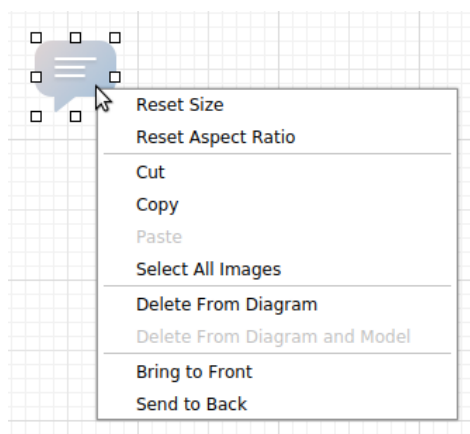 Reset Size
Reset Aspect Ratio
Cut
Copy
Paste
Select All Images
Delete From Diagram
Delete From Diagram and Model
Bring to Front
Send to Back